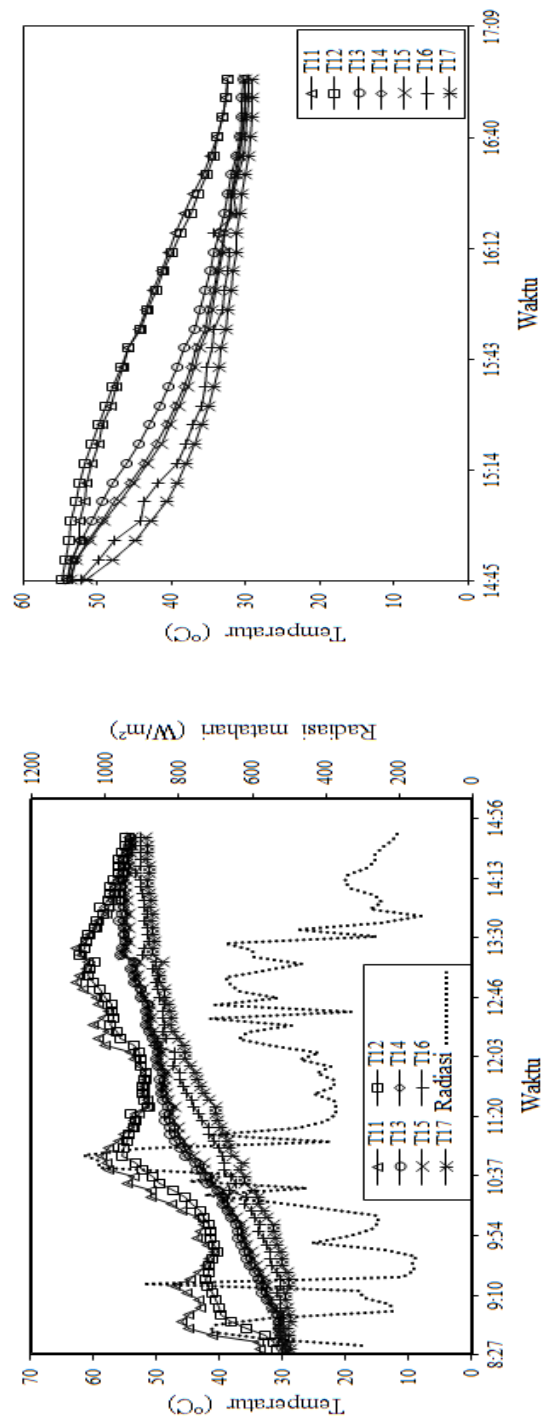 60
50
40
30
20
10
0
Temperatur (°C)
14:45
15:14
15:43
16:12
16:40
17:09
Waktu
T11
T12
T13
T14
T15
T16
T17
70
60
50
40
30
20
10
0
Temperatur (°C)
1200
1000
800
600
400
200
0
Radiasi matahari (W/m²)
8:27
9:10
9:54
10:37
11:20
12:03
12:46
13:30
14:13
14:56
Waktu
T11 T12
T13 T14
T15 T16
T17 Radiasi